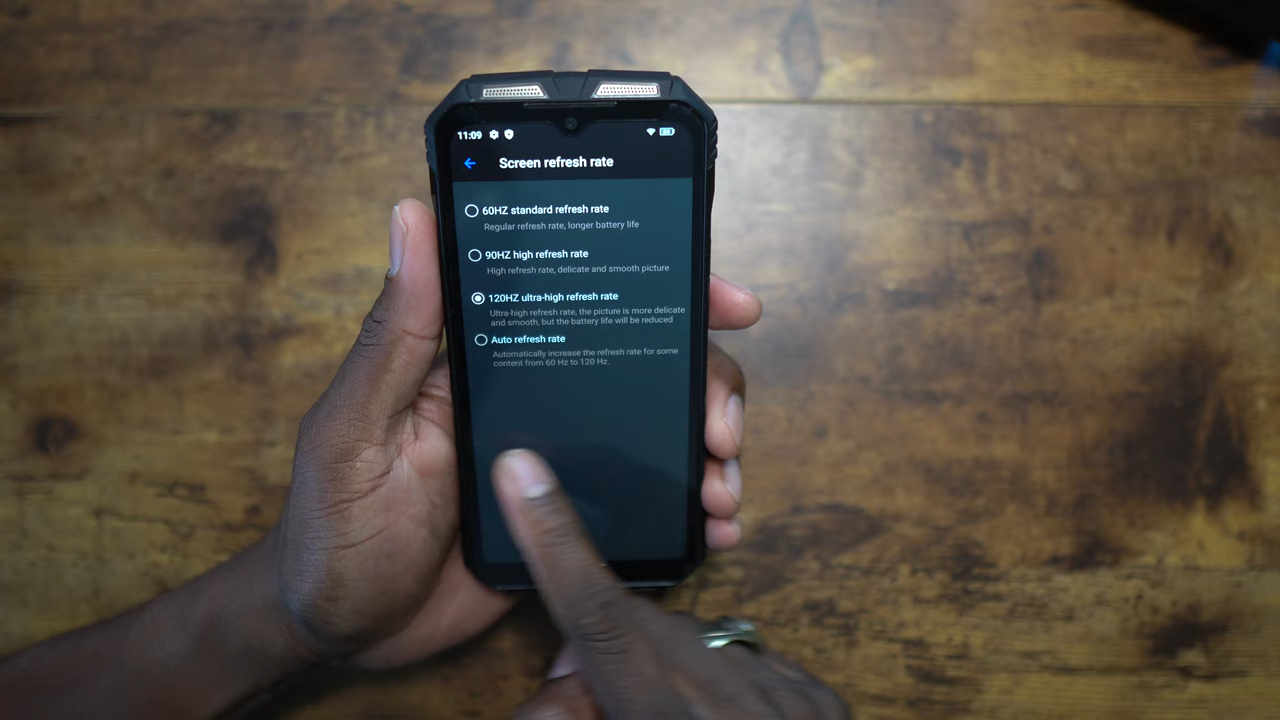 11:09
Screen refresh rate
60HZ standard refresh rate
Regular refresh rate, longer battery life
90HZ high refresh rate
High refresh rate, delicate and smooth picture
120HZ ultra-high refresh rate
Ultra-high refresh rate, the picture is more delicate
and smooth, but the battery life will be reduced
Auto refresh rate
Automatically increase the refresh rate for some
content from 60 Hz to 120 Hz.